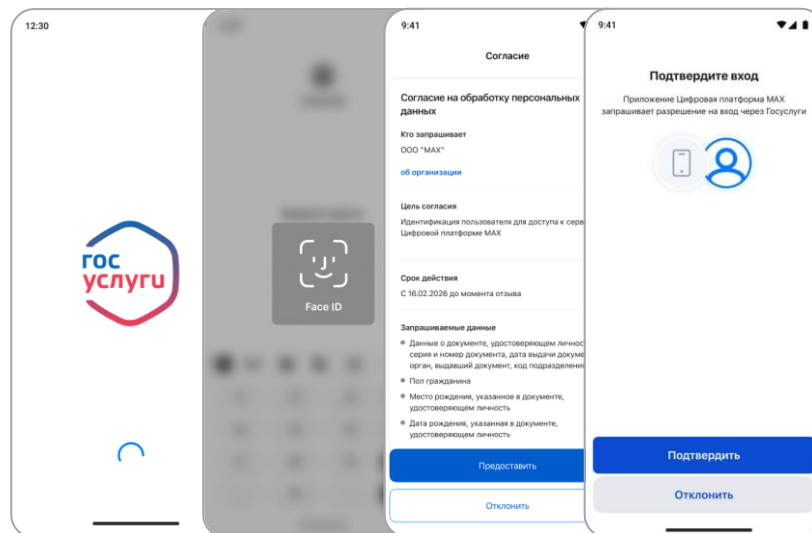 12:30
гос
услуги
Face ID
9:41
Согласие
Согласие на обработку персональных
данных
Кто запрашивает
ООО "МАХ"
об организации
Цель согласия
Идентификация пользователя для доступа к
Цифровой платформе МАХ
Срок действия
С 16.02.2026 до момента отзыва
Запрашиваемые данные
Данные о документе, удостоверяющем
серия и номер документа, дата выдачи
орган, выдавший документ, код
Пол гражданина
Место рождения, указанное в документе,
удостоверяющем личность
Дата рождения, указанная в документе,
удостоверяющем личность
Предоставить
Отклонить
9:41
Подтвердите вход
Приложение Цифровая платформа МАХ
запрашивает разрешение на вход через Госуслуги
Подтвердить
Отклонить